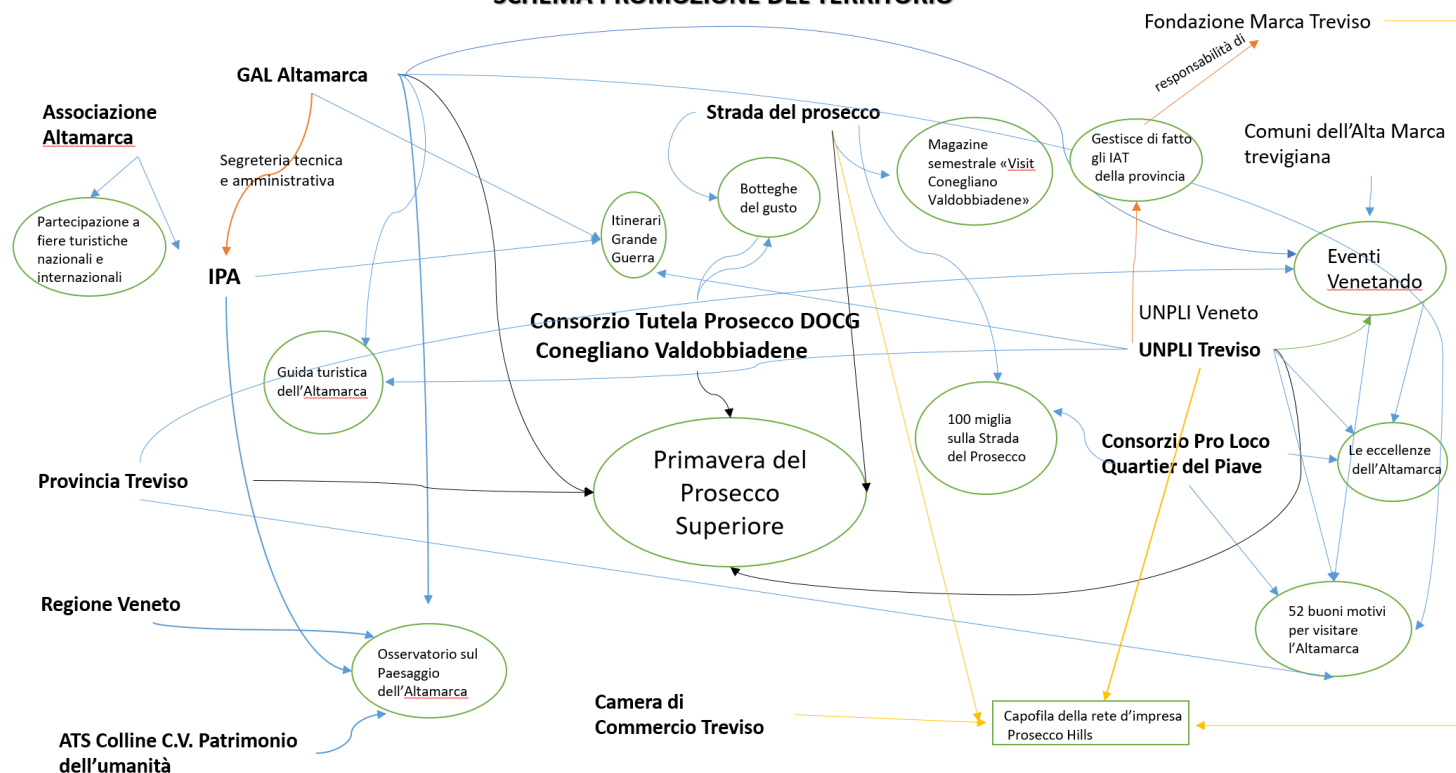 SCHEMA PROMOZIONE DEL TERRITORIO
Fondazione Marca Treviso
responsabilità di
GAL Altamarca
Associazione
Altamarca
Strada del prosecco
Segreteria tecnica
e amministrativa
Magazine
semestrale «Visit
Conegliano
Valdobbiadene»
Gestisce di fatto
gli IAT
della provincia
Comuni dell’Alta Marca
trevigiana
Partecipazione a
fiere turistiche
nazionali e
internazionali
Botteghe
del gusto
Itinerari
Grande
Guerra
IPA
Eventi
Venetando
Consorzio Tutela Prosecco DOCG
Conegliano Valdobbiadene
UNPLI Veneto
UNPLI Treviso
Guida turistica
dell’Altamarca
100 miglia
sulla Strada
del Prosecco
Consorzio Pro Loco
Quartier del Piave
Le eccellenze
dell’Altamarca
Provincia Treviso
Primavera del
Prosecco
Superiore
Regione Veneto
52 buoni motivi
per visitare
l’Altamarca
Osservatorio sul
Paesaggio
dell’Altamarca
Camera di
Commercio Treviso
Capofila della rete d’impresa
Prosecco Hills
ATS Colline C.V. Patrimonio
dell’umanità